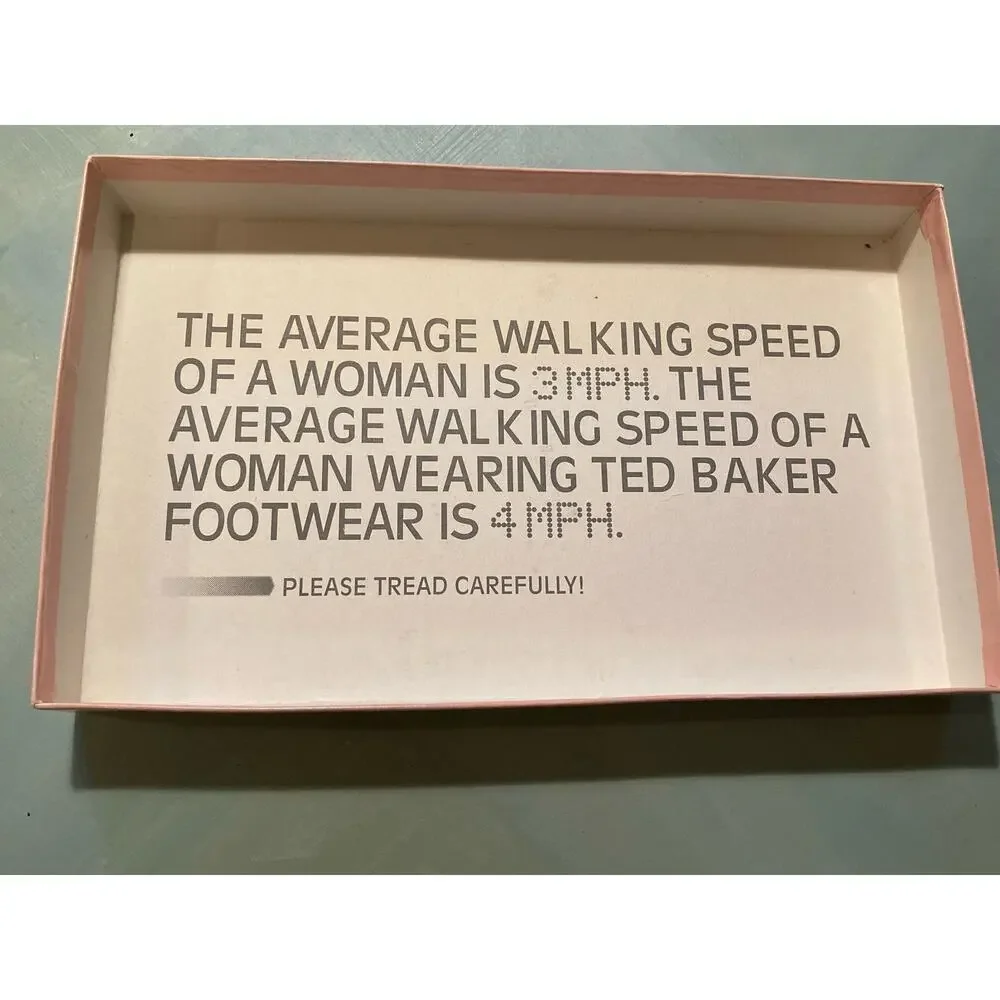 THE AVERAGE WALKING SPEED
OF A WOMAN IS 3MPH. THE
AVERAGE WALKING SPEED OF A
WOMAN WEARING TED BAKER
FOOTWEAR IS 4MPH.
PLEASE TREAD CAREFULLY!